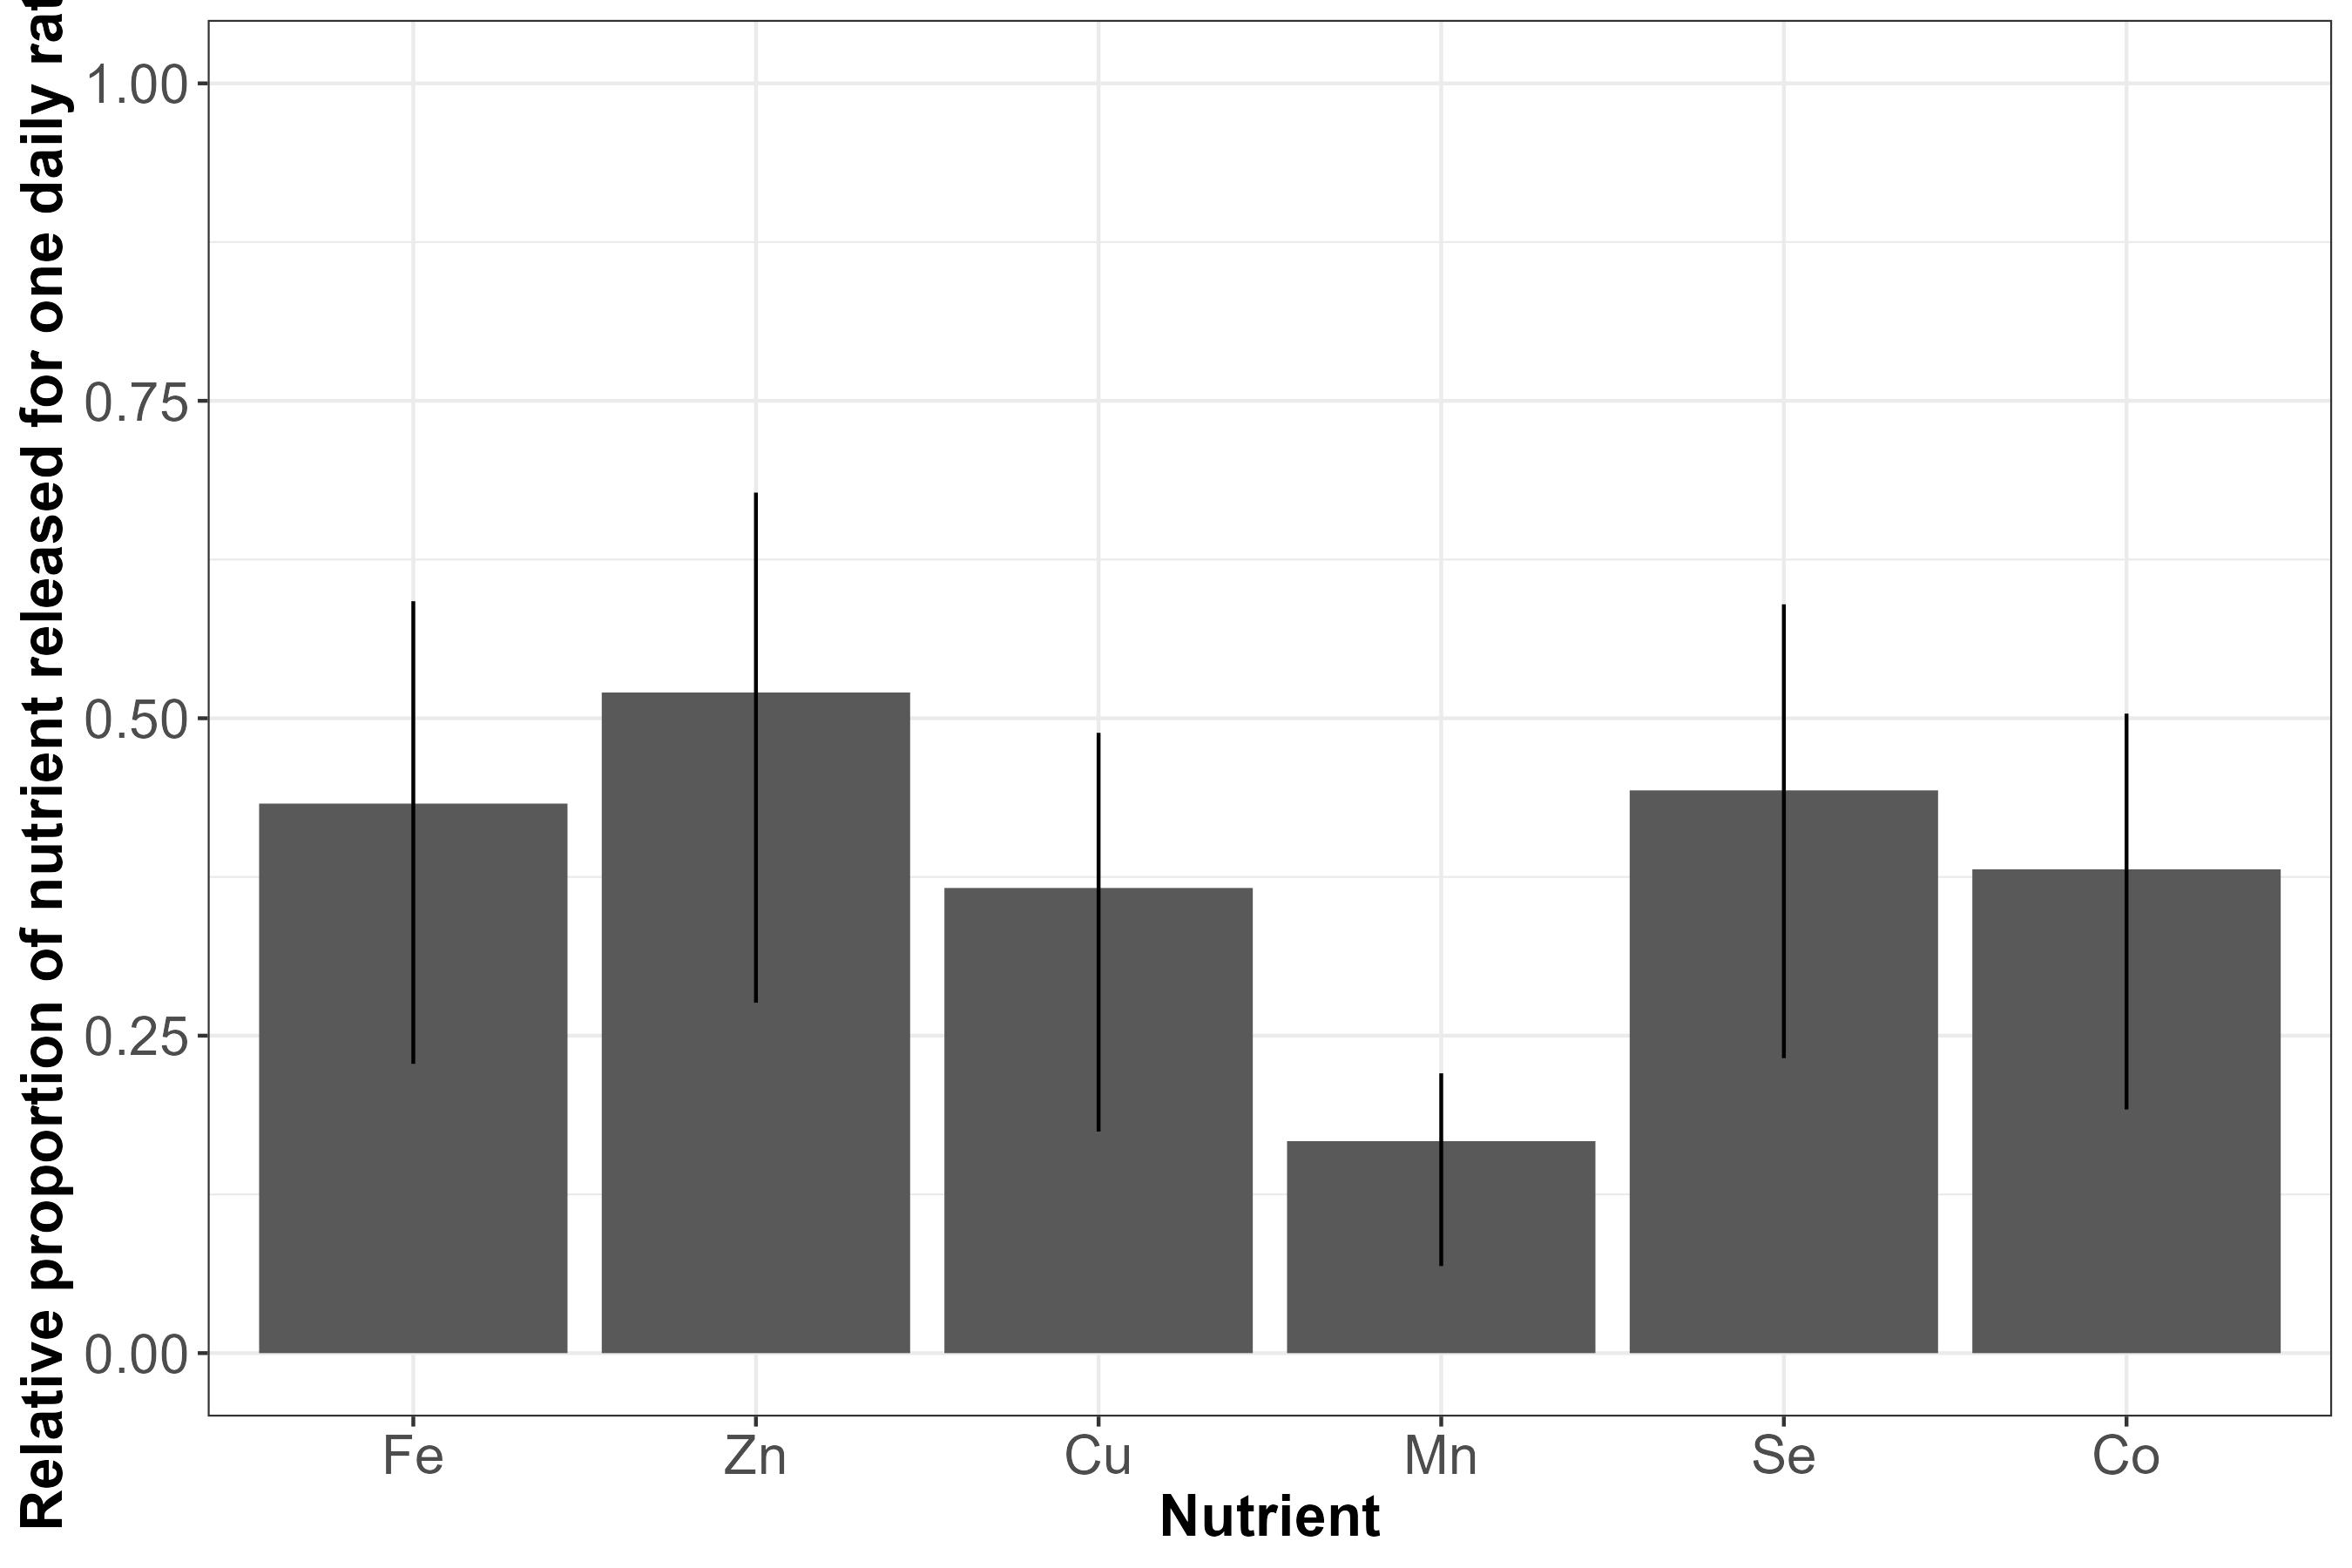 Relative proportion of nutrient released for one daily
1.00
0.75
0.50
0.25
0.00
Fe Zn Cu Mn Se Co
Nutrient